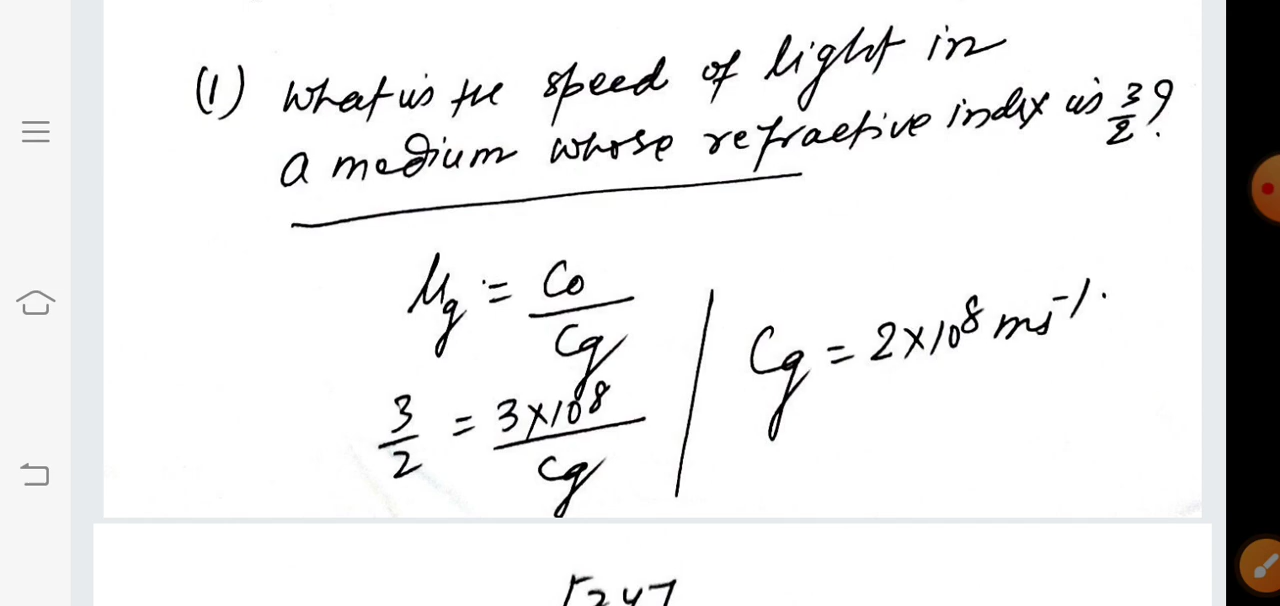 (1) what is the speed of light in
a medium whose refractive index is 3/2?
μg = Co/Cg
3/2 = 3×10⁸/Cg
Cg = 2×10⁸ ms⁻¹.